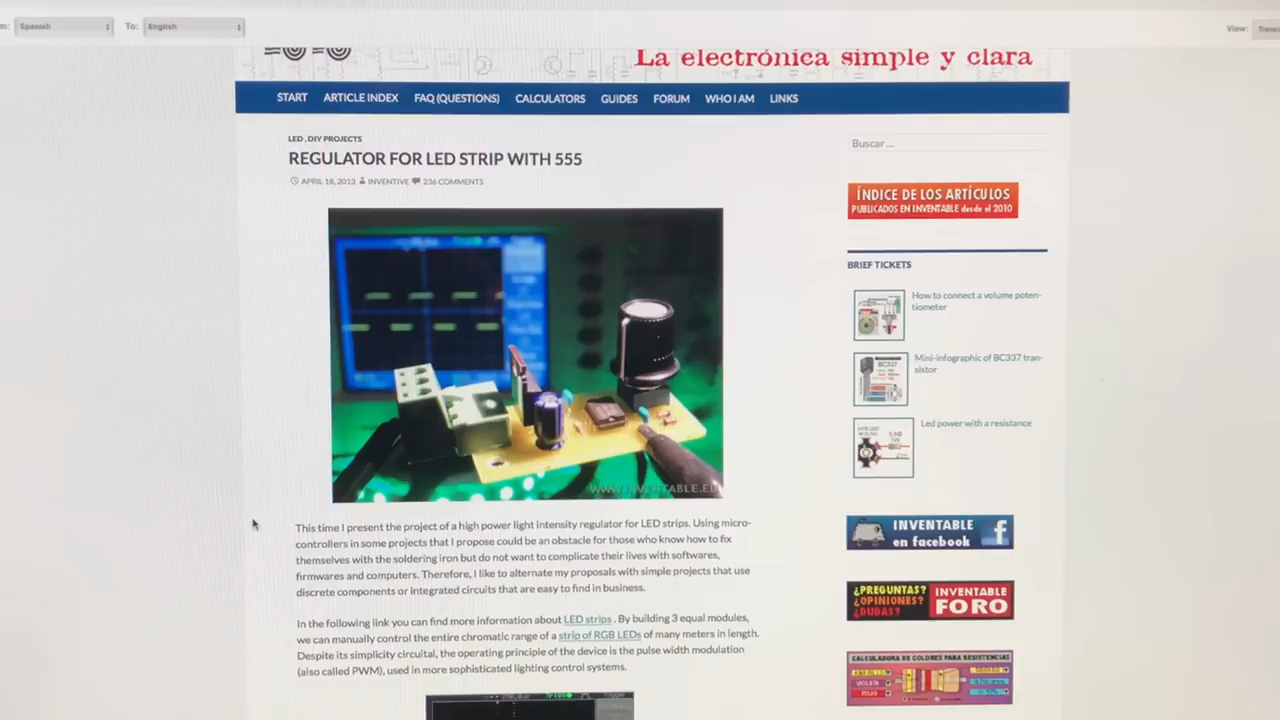 m:
Spanish
To:
English
View:
La electrónica simple y clara
START ARTICLE INDEX FAQ (QUESTIONS) CALCULATORS GUIDES FORUM WHO I AM LINKS
LED , DIY PROJECTS
REGULATOR FOR LED STRIP WITH 555
APRIL 18, 2013 INVENTIVE 236 COMMENTS
WWW.INVENTABLE.EU
This time I present the project of a high power light intensity regulator for LED strips. Using micro-
controllers in some projects that I propose could be an obstacle for those who know how to fix
themselves with the soldering iron but do not want to complicate their lives with softwares,
firmwares and computers. Therefore, I like to alternate my proposals with simple projects that use
discrete components or integrated circuits that are easy to find in business.
In the following link you can find more information about LED strips . By building 3 equal modules,
we can manually control the entire chromatic range of a strip of RGB LEDs of many meters in length.
Despite its simplicity circuital, the operating principle of the device is the pulse width modulation
(also called PWM), used in more sophisticated lighting control systems.
Buscar ...
ÍNDICE DE LOS ARTÍCULOS
PUBLICADOS EN INVENTABLE desde el 2010
BRIEF TICKETS
How to connect a volume poten-
tiometer
BC337
Mini-infographic of BC337 tran-
sistor
Led power with a resistance
INVENTABLE
en facebook
f
¿PREGUNTAS?
¿OPINIONES?
¿DUDAS?
INVENTABLE
FORO
CALCULADORA DE COLORES PARA RESISTENCIAS
AMARILLO
VIOLETA
ROJO